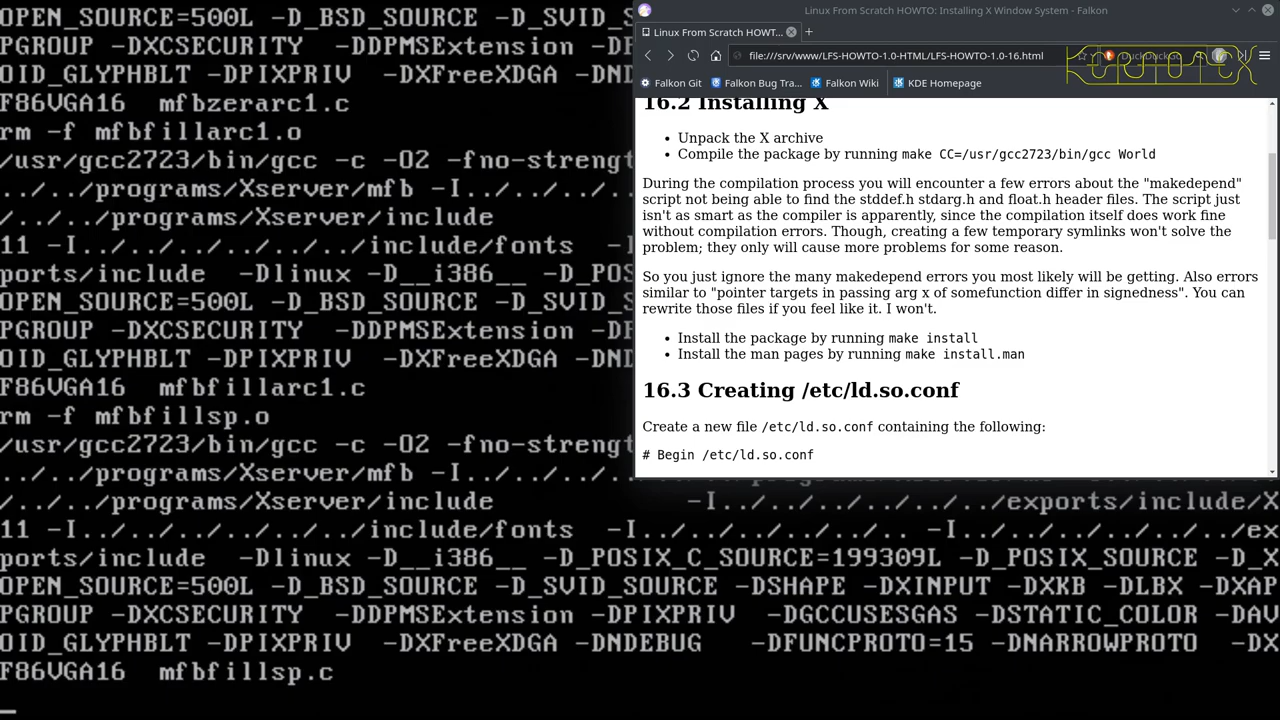 OPEN_SOURCE=500L -D_BSD_SOURCE -D_SVID_S
PGROUP -DXCSECURITY -DDPMSExtension -D
OID_GLYPHBLT -DPIXPRIV -DXFreeXDGA -DN
F86VGA16 mfbzerarc1.c
rm -f mfbfillarc1.o
/usr/gcc2723/bin/gcc -c -O2 -fno-strengt
../../programs/Xserver/mfb -I../../../.
../../programs/Xserver/include
11 -I../../../../../include/fonts -I../
ports/include -Dlinux -D__i386__ -D_POS
OPEN_SOURCE=500L -D_BSD_SOURCE -D_SVID_S
PGROUP -DXCSECURITY -DDPMSExtension -D
OID_GLYPHBLT -DPIXPRIV -DXFreeXDGA -DN
F86VGA16 mfbfillarc1.c
rm -f mfbfillsp.o
/usr/gcc2723/bin/gcc -c -O2 -fno-strengt
../../programs/Xserver/mfb -I../../../.
../../programs/Xserver/include -I../../../../../exports/include/X
11 -I../../../../../include/fonts -I../../../../../.. -I../../../../../ex
ports/include -Dlinux -D__i386__ -D_POSIX_C_SOURCE=199309L -D_POSIX_SOURCE -D_X
OPEN_SOURCE=500L -D_BSD_SOURCE -D_SVID_SOURCE -DSHAPE -DXINPUT -DXKB -DLBX -DXAP
PGROUP -DXCSECURITY -DDPMSExtension -DPIXPRIV -DGCCUSESGAS -DSTATIC_COLOR -DAV
OID_GLYPHBLT -DPIXPRIV -DXFreeXDGA -DNDEBUG -DFUNCPROTO=15 -DNARROWPROTO -DX
F86VGA16 mfbfillsp.c
Linux From Scratch HOWTO: Installing X Window System - Falkon
Linux From Scratch HOWT...
file:///srv/www/LFS-HOWTO-1.0-HTML/LFS-HOWTO-1.0-16.html
Falkon Git Falkon Bug Tra... Falkon Wiki KDE Homepage
16.2 Installing X
• Unpack the X archive
• Compile the package by running make CC=/usr/gcc2723/bin/gcc World
During the compilation process you will encounter a few errors about the "makedepend"
script not being able to find the stddef.h stdarg.h and float.h header files. The script just
isn't as smart as the compiler is apparently, since the compilation itself does work fine
without compilation errors. Though, creating a few temporary symlinks won't solve the
problem; they only will cause more problems for some reason.
So you just ignore the many makedepend errors you most likely will be getting. Also errors
similar to "pointer targets in passing arg x of somefunction differ in signedness". You can
rewrite those files if you feel like it. I won't.
• Install the package by running make install
• Install the man pages by running make install.man
16.3 Creating /etc/ld.so.conf
Create a new file /etc/ld.so.conf containing the following:
# Begin /etc/ld.so.conf